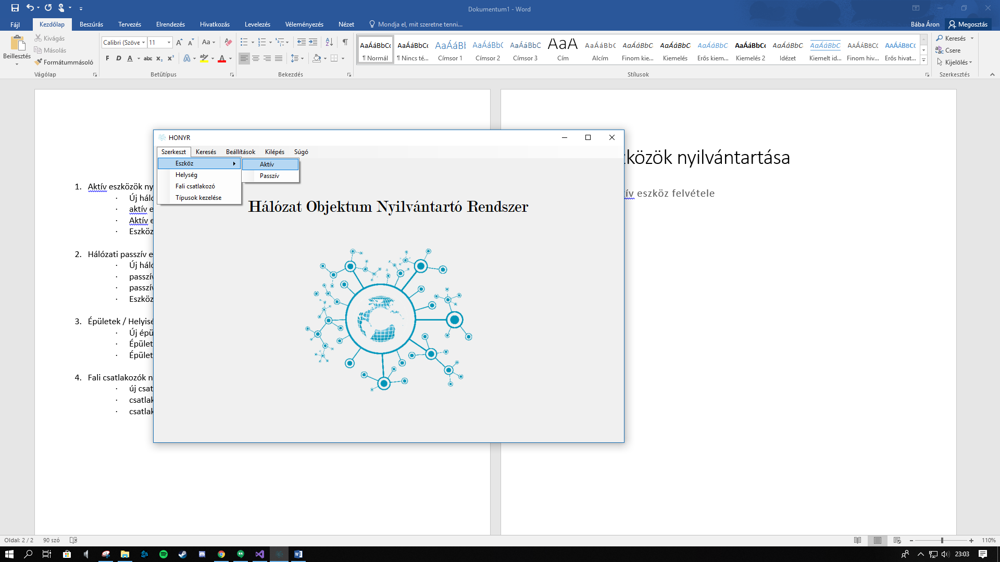 Dokumentum1 - Word
Fájl Kezdőlap Beszúrás Tervezés Elrendezés Hivatkozás Levelezés Véleményezés Nézet Mondja el, mit szeretne tenni... Bába Áron Megosztás
Beillesztés
Kivágás
Másolás
Formátummásoló
Vágólap
Calibri (Szöve 11
Aa
F D A abc x₂ x² A aby A
Betűtípus
Bekezdés
AaÁáBbCc AaÁáBbCc AaÁáBl AaÁáBbC AaÁáBbC AaA AaÁáBbC AaÁáBbC AaÁáBbC AaÁáBbC AaÁáBbCc AaÁáBbC AaÁáBbC AaÁáBbCc AaÁáBbCc
¶ Normál ¶ Nincs té... Címsor 1 Címsor 2 Címsor 3 Cím Alcím Finom kie... Kiemelés Erős kiem... Kiemelés 2 Idézet Kiemelt id... Finom hiv... Erős hivat...
Stílusok
Keresés
Csere
Kijelölés
Szerkesztés
1. Aktív eszközök ny
· Új háló
· aktív e
· Aktív e
· Eszköz
2. Hálózati passzív e
· Új háló
· passzív
· passzív
· Eszköz
3. Épületek / Helyisé
· Új épü
· Épület
· Épület
4. Fali csatlakozók n
· új csat
· csatlak
· csatlak
HONYR
Szerkeszt Keresés Beállítások Kilépés Súgó
Eszköz
Helység
Fali csatlakozó
Típusok kezelése
Aktív
Passzív
Hálózat Objektum Nyilvántartó Rendszer
zközök nyilvántartása
ív eszköz felvétele
Oldal: 2 / 2 90 szó 110%
23:03